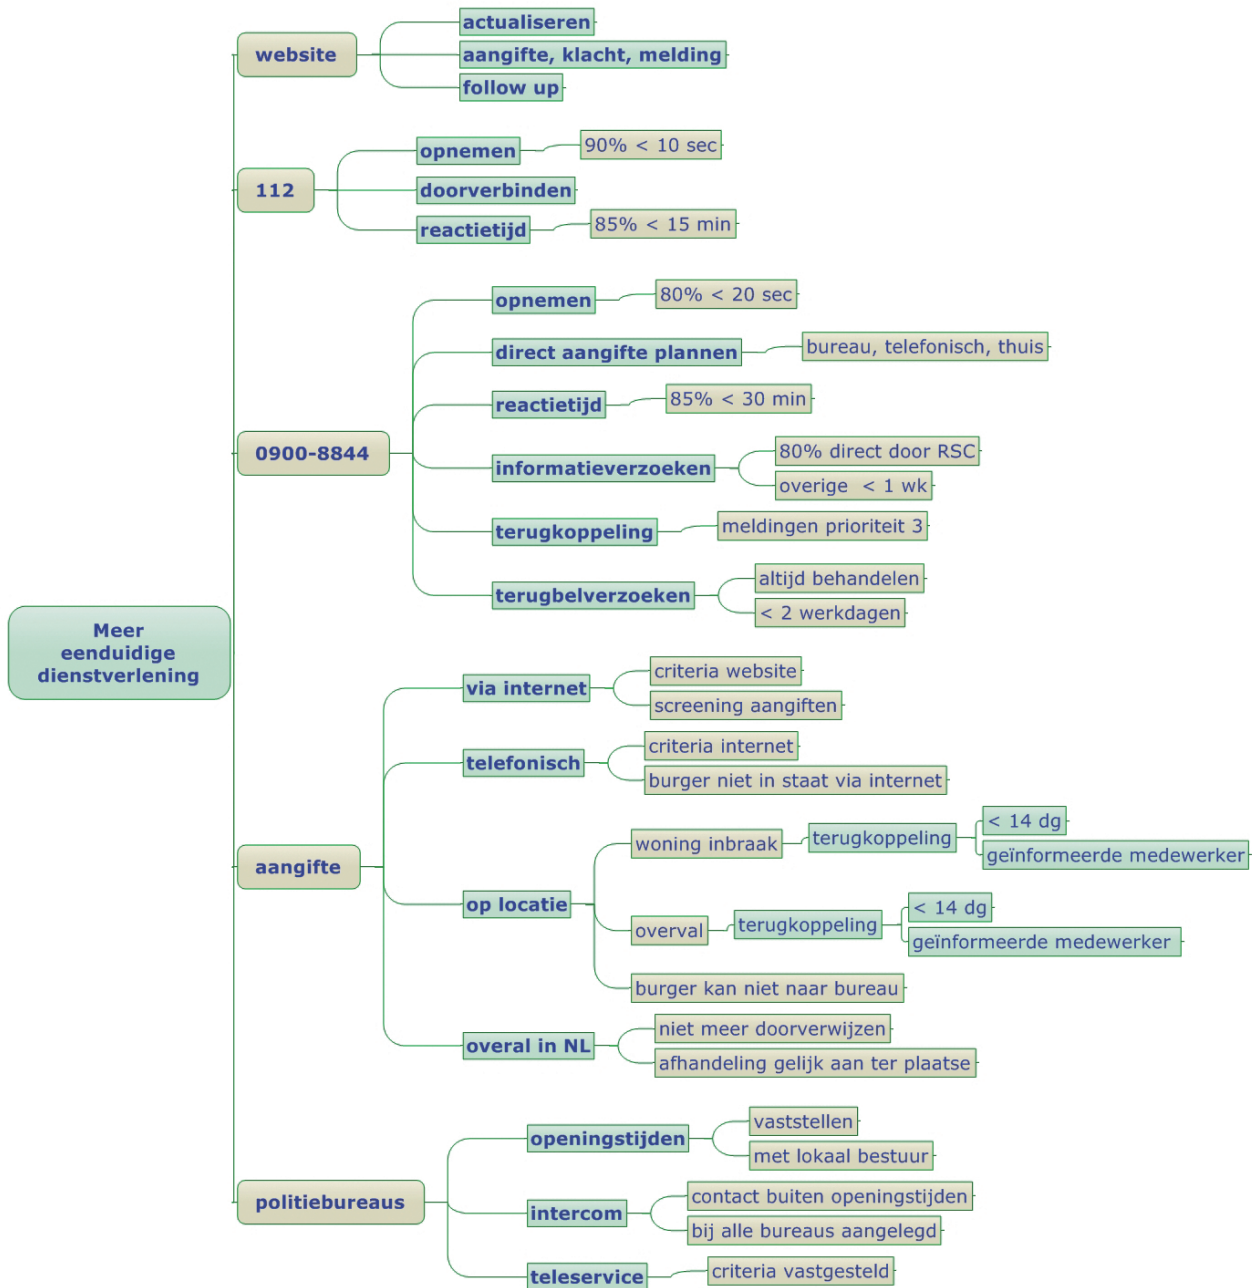 Meer
eenduidige
dienstverlening
website
actualiseren
aangifte, klacht, melding
follow up
112
opnemen
90% < 10 sec
doorverbinden
reactietijd
85% < 15 min
0900-8844
opnemen
80% < 20 sec
direct aangifte plannen
bureau, telefonisch, thuis
reactietijd
85% < 30 min
informatieverzoeken
80% direct door RSC
overige < 1 wk
terugkoppeling
meldingen prioriteit 3
terugbelverzoeken
altijd behandelen
< 2 werkdagen
aangifte
via internet
criteria website
screening aangiften
telefonisch
criteria internet
burger niet in staat via internet
op locatie
woning inbraak
terugkoppeling
< 14 dg
geïnformeerde medewerker
overval
terugkoppeling
< 14 dg
geïnformeerde medewerker
burger kan niet naar bureau
overal in NL
niet meer doorverwijzen
afhandeling gelijk aan ter plaatse
politiebureaus
openingstijden
vaststellen
met lokaal bestuur
intercom
contact buiten openingstijden
bij alle bureaus aangelegd
teleservice
criteria vastgesteld